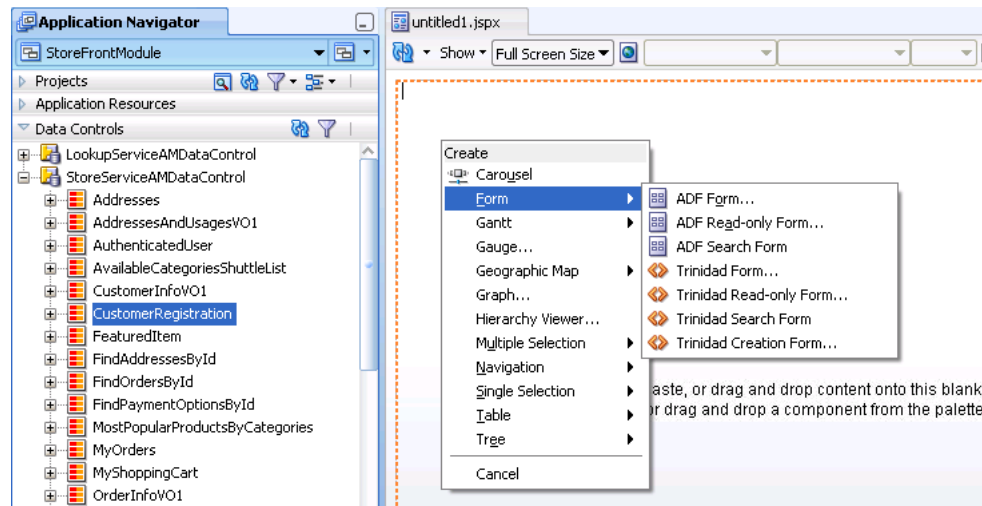 Application Navigator
StoreFrontModule
Projects
Application Resources
Data Controls
LookupServiceAMDataControl
StoreServiceAMDataControl
Addresses
AddressesAndUsagesVO1
AuthenticatedUser
AvailableCategoriesShuttleList
CustomerInfoVO1
CustomerRegistration
FeaturedItem
FindAddressesById
FindOrdersById
FindPaymentOptionsById
MostPopularProductsByCategories
MyOrders
MyShoppingCart
OrderInfoVO1
untitled1.jspx
Show Full Screen Size
Create
Carousel
Form
Gantt
Gauge...
Geographic Map
Graph...
Hierarchy Viewer...
Multiple Selection
Navigation
Single Selection
Table
Tree
Cancel
ADF Form...
ADF Read-only Form...
ADF Search Form
Trinidad Form...
Trinidad Read-only Form...
Trinidad Search Form
Trinidad Creation Form...
aste, or drag and drop content onto this blank
or drag and drop a component from the palette